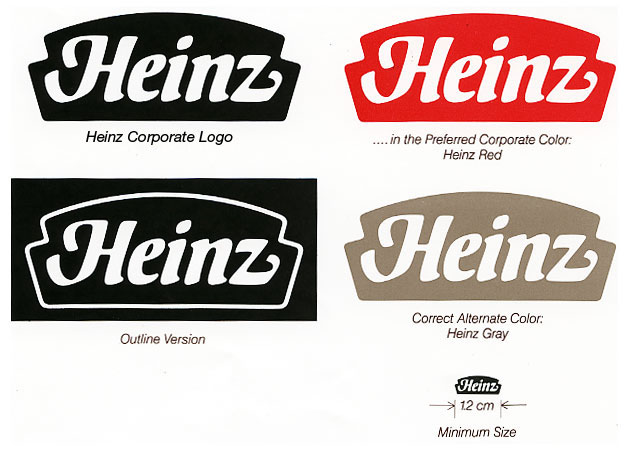 Heinz
Heinz Corporate Logo
Heinz
....in the Preferred Corporate Color:
Heinz Red
Heinz
Outline Version
Heinz
Correct Alternate Color:
Heinz Gray
Heinz
1.2 cm
Minimum Size